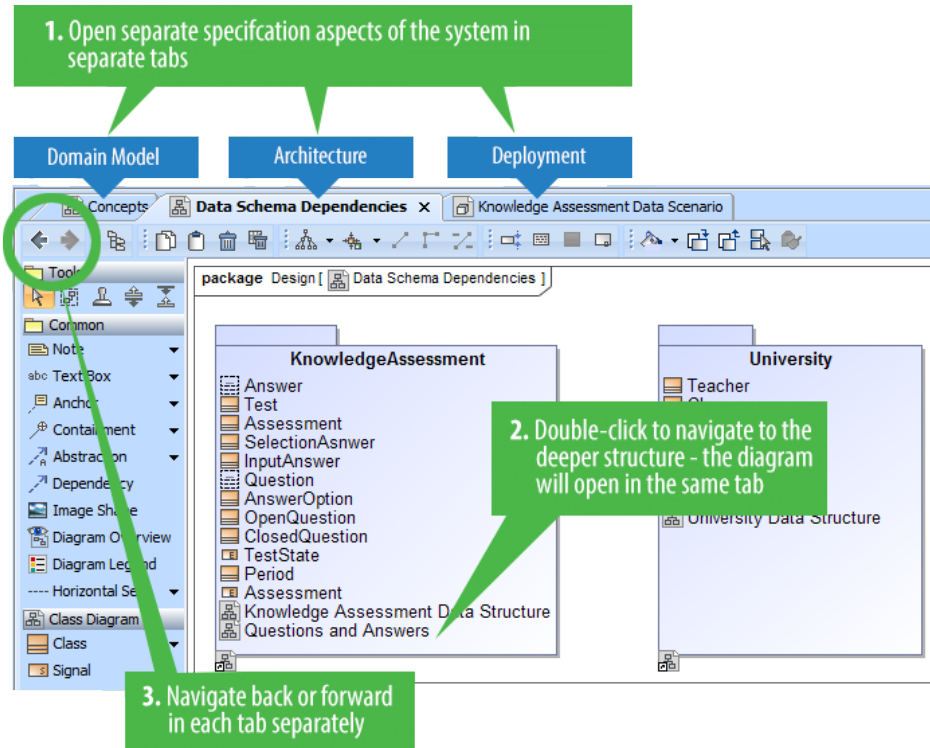 1. Open separate specifcation aspects of the system in
separate tabs
Domain Model
Architecture
Deployment
Concepts
Data Schema Dependencies
Knowledge Assessment Data Scenario
package Design [ Data Schema Dependencies ]
Tools
Common
Note
abc Text Box
Anchor
Containment
Abstraction
Dependency
Image Shape
Diagram Overview
Diagram Legend
Horizontal Se
Class Diagram
Class
Signal
KnowledgeAssessment
Answer
Test
Assessment
SelectionAsnwer
InputAnswer
Question
AnswerOption
OpenQuestion
ClosedQuestion
TestState
Period
Assessment
Knowledge Assessment Data Structure
Questions and Answers
University
Teacher
University Data Structure
2. Double-click to navigate to the
deeper structure - the diagram
will open in the same tab
3. Navigate back or forward
in each tab separately